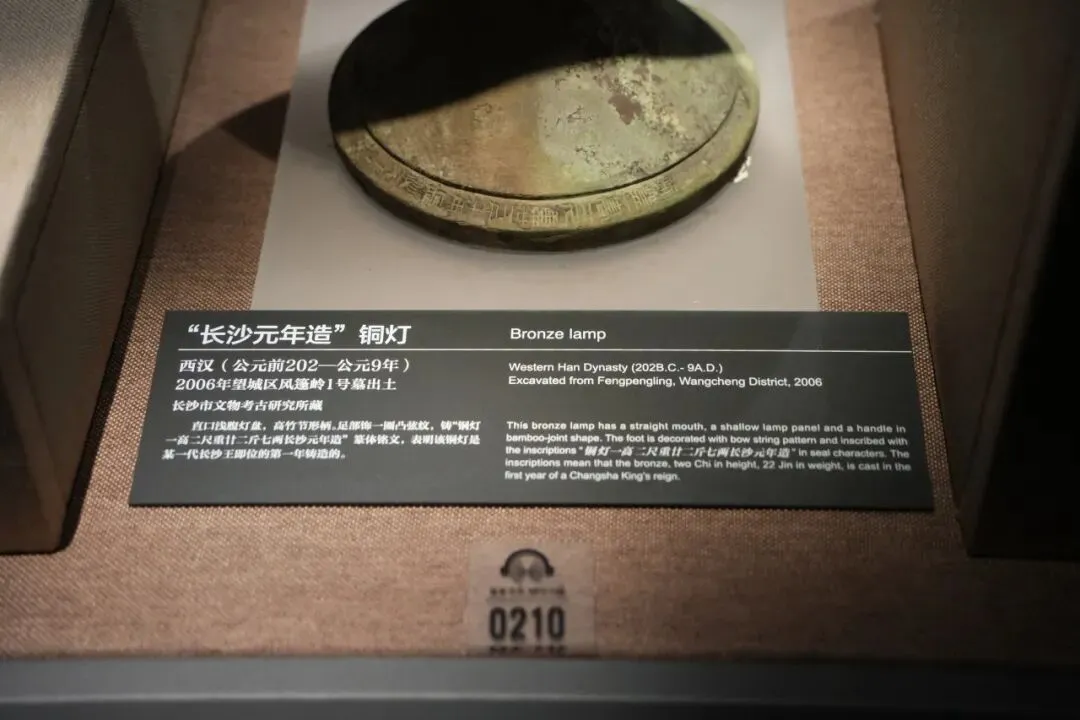 “长沙元年造”铜灯
西汉（公元前202—公元9年）
2006年望城区风篷岭1号墓出土
长沙市文物考古研究所藏
直口浅腹灯盘，高竹节形柄。足部饰一圈凸弦纹，铸“铜灯
一高二尺重廿二斤七两长沙元年造”篆体铭文，表明该铜灯是
某一代长沙王即位的第一年铸造的。
Bronze lamp
Western Han Dynasty (202B.C.- 9A.D.)
Excavated from Fengpengling, Wangcheng District, 2006
This bronze lamp has a straight mouth, a shallow lamp panel and a handle in
bamboo-joint shape. The foot is decorated with bow string pattern and inscribed with
the inscriptions “铜灯一高二尺重廿二斤七两长沙元年造” in seal characters. The
inscriptions mean that the bronze, two Chi in height, 22 Jin in weight, is cast in the
first year of a Changsha King's reign.
0210